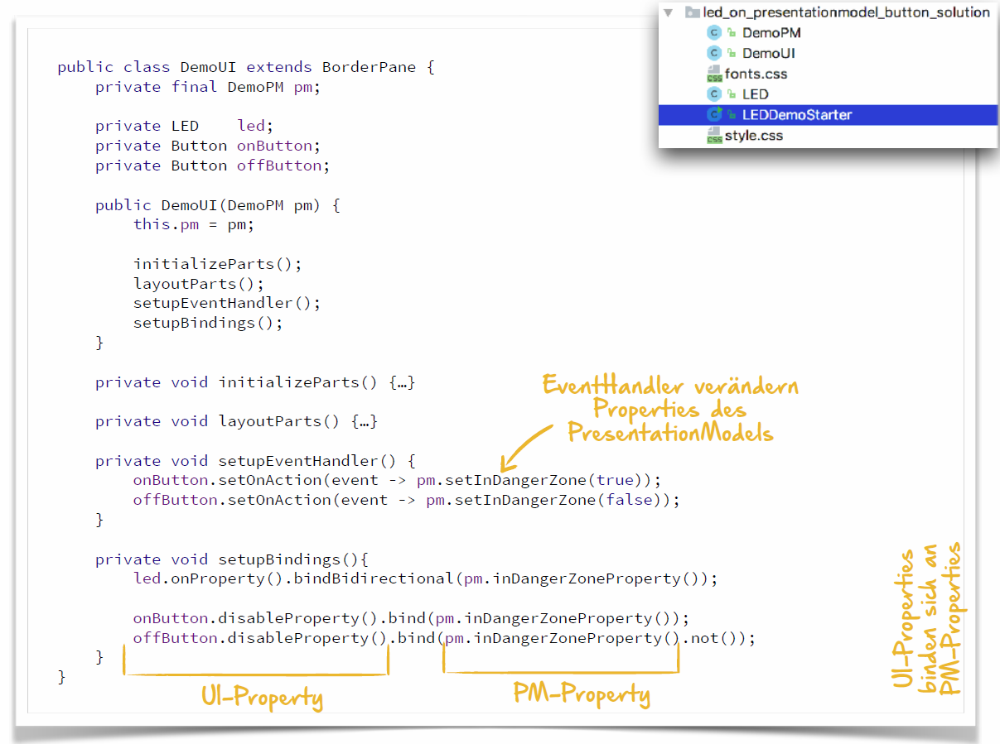 led_on_presentationmodel_button_solution
C DemoPM
C DemoUI
css fonts.css
C LED
C LEDDemoStarter
css style.css
public class DemoUI extends BorderPane {
private final DemoPM pm;
private LED    led;
private Button onButton;
private Button offButton;
public DemoUI(DemoPM pm) {
this.pm = pm;
initializeParts();
layoutParts();
setupEventHandler();
setupBindings();
}
private void initializeParts() {…}
private void layoutParts() {…}
EventHandler verändern
Properties des
PresentationModels
private void setupEventHandler() {
onButton.setOnAction(event -> pm.setInDangerZone(true));
offButton.setOnAction(event -> pm.setInDangerZone(false));
}
private void setupBindings(){
led.onProperty().bindBidirectional(pm.inDangerZoneProperty());
onButton.disableProperty().bind(pm.inDangerZoneProperty());
offButton.disableProperty().bind(pm.inDangerZoneProperty().not());
}
}
UI-Property
PM-Property
UI-Properties
binden sich an
PM-Properties